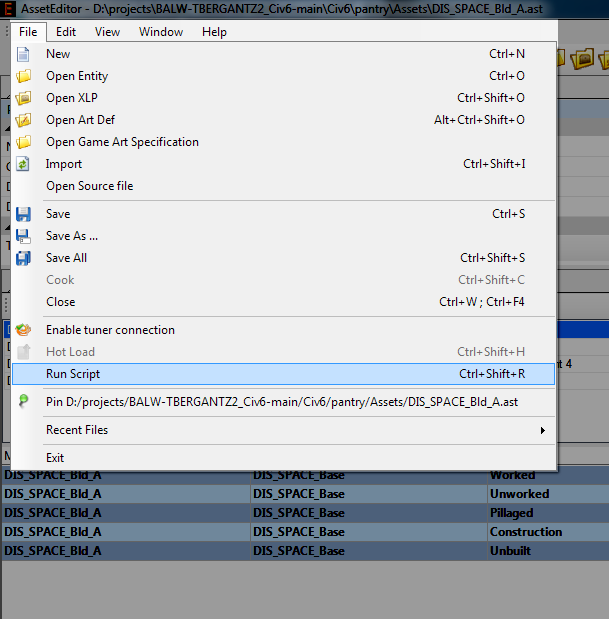 AssetEditor - D:\projects\BALW-TBERGANTZ2_Civ6-main\Civ6\pantry\Assets\DIS_SPACE_Bld_A.ast
File Edit View Window Help
New Ctrl+N
Open Entity Ctrl+O
Open XLP Ctrl+Shift+O
Open Art Def Alt+Ctrl+Shift+O
Open Game Art Specification
Import Ctrl+Shift+I
Open Source file
Save Ctrl+S
Save As ...
Save All Ctrl+Shift+S
Cook Ctrl+Shift+C
Close Ctrl+W ; Ctrl+F4
Enable tuner connection
Hot Load Ctrl+Shift+H
Run Script Ctrl+Shift+R
Pin D:/projects/BALW-TBERGANTZ2_Civ6-main/Civ6/pantry/Assets/DIS_SPACE_Bld_A.ast
Recent Files
Exit
DIS_SPACE_Bld_A DIS_SPACE_Base Worked
DIS_SPACE_Bld_A DIS_SPACE_Base Unworked
DIS_SPACE_Bld_A DIS_SPACE_Base Pillaged
DIS_SPACE_Bld_A DIS_SPACE_Base Construction
DIS_SPACE_Bld_A DIS_SPACE_Base Unbuilt